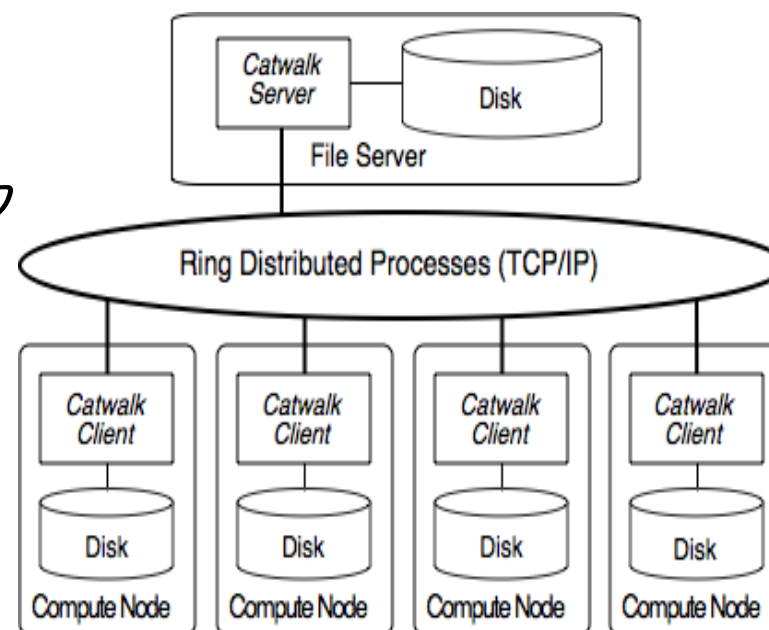 Catwalk
Server
Disk
File Server
Ring Distributed Processes (TCP/IP)
Catwalk
Client
Disk
Compute Node
Catwalk
Client
Disk
Compute Node
Catwalk
Client
Disk
Compute Node
Catwalk
Client
Disk
Compute Node